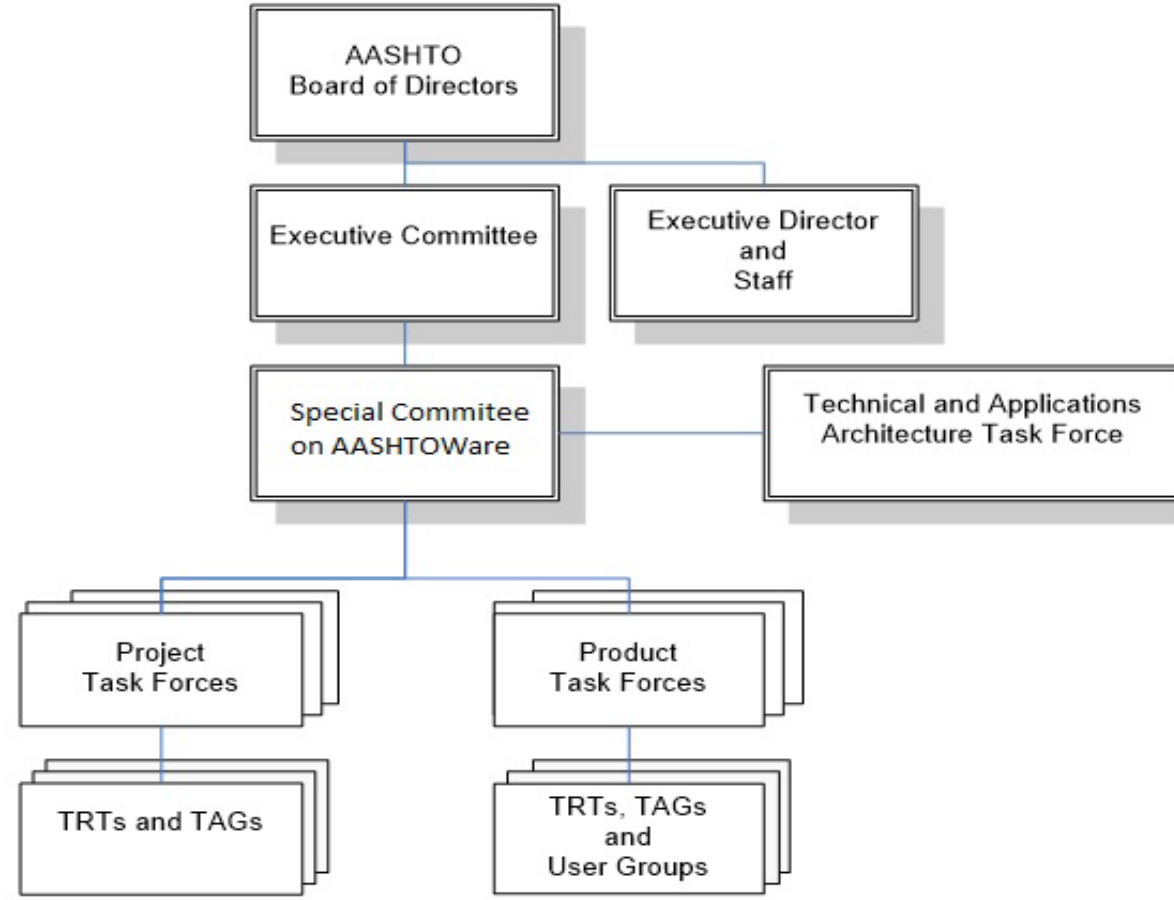 AASHTO
Board of Directors
Executive Committee
Executive Director
and
Staff
Special Commitee
on AASHTOWare
Technical and Applications
Architecture Task Force
Project
Task Forces
Product
Task Forces
TRTs and TAGs
TRTs, TAGs
and
User Groups